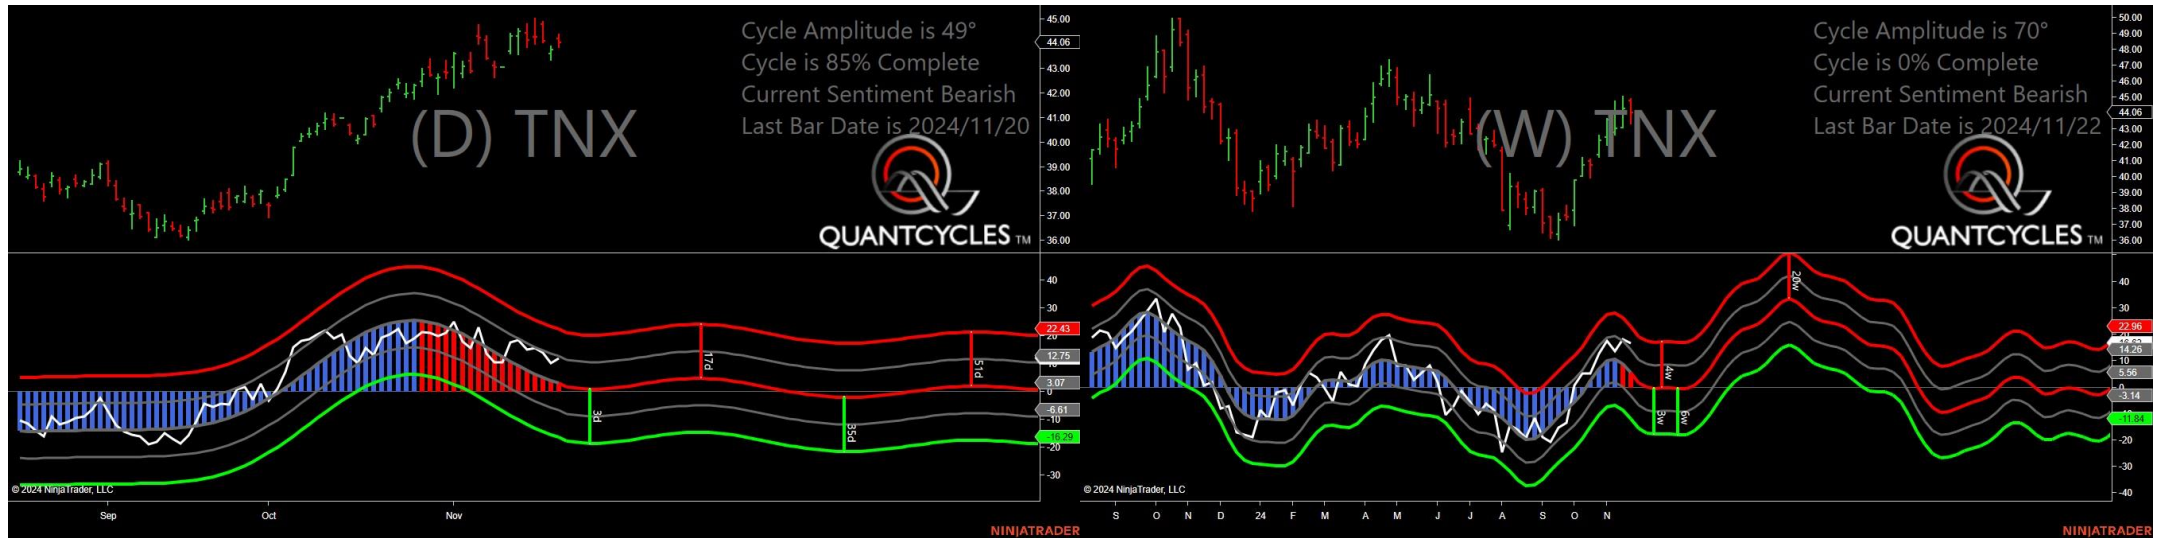 Cycle Amplitude is 49°
Cycle is 85% Complete
Current Sentiment Bearish
Last Bar Date is 2024/11/20
(D) TNX
QUANTCYCLES TM
45.00
44.06
43.00
42.00
41.00
40.00
39.00
38.00
37.00
36.00
40
30
22.43
20
12.75
3.07
0
-6.61
-10
-16.29
-20
-30
3d
17d
35d
51d
© 2024 NinjaTrader, LLC
Sep Oct Nov
NINJATRADER
Cycle Amplitude is 70°
Cycle is 0% Complete
Current Sentiment Bearish
Last Bar Date is 2024/11/22
(W) TNX
QUANTCYCLES TM
50.00
49.00
48.00
47.00
46.00
45.00
44.06
43.00
42.00
41.00
40.00
39.00
38.00
37.00
36.00
40
30
22.96
14.26
10
5.56
0
-3.14
-11.84
-20
-30
-40
3w
4w
6w
20w
© 2024 NinjaTrader, LLC
S O N D 24 F M A M J J A S O N
NINJATRADER